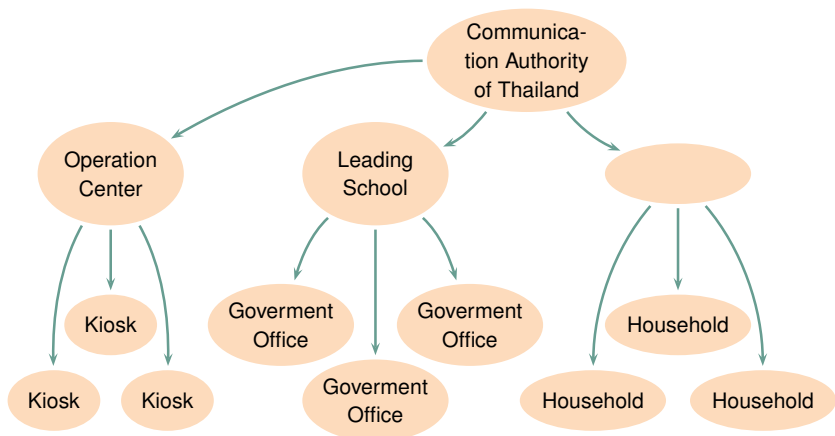 Communica-
tion Authority
of Thailand
Operation
Center
Leading
School
Kiosk
Kiosk
Kiosk
Goverment
Office
Goverment
Office
Goverment
Office
Household
Household
Household